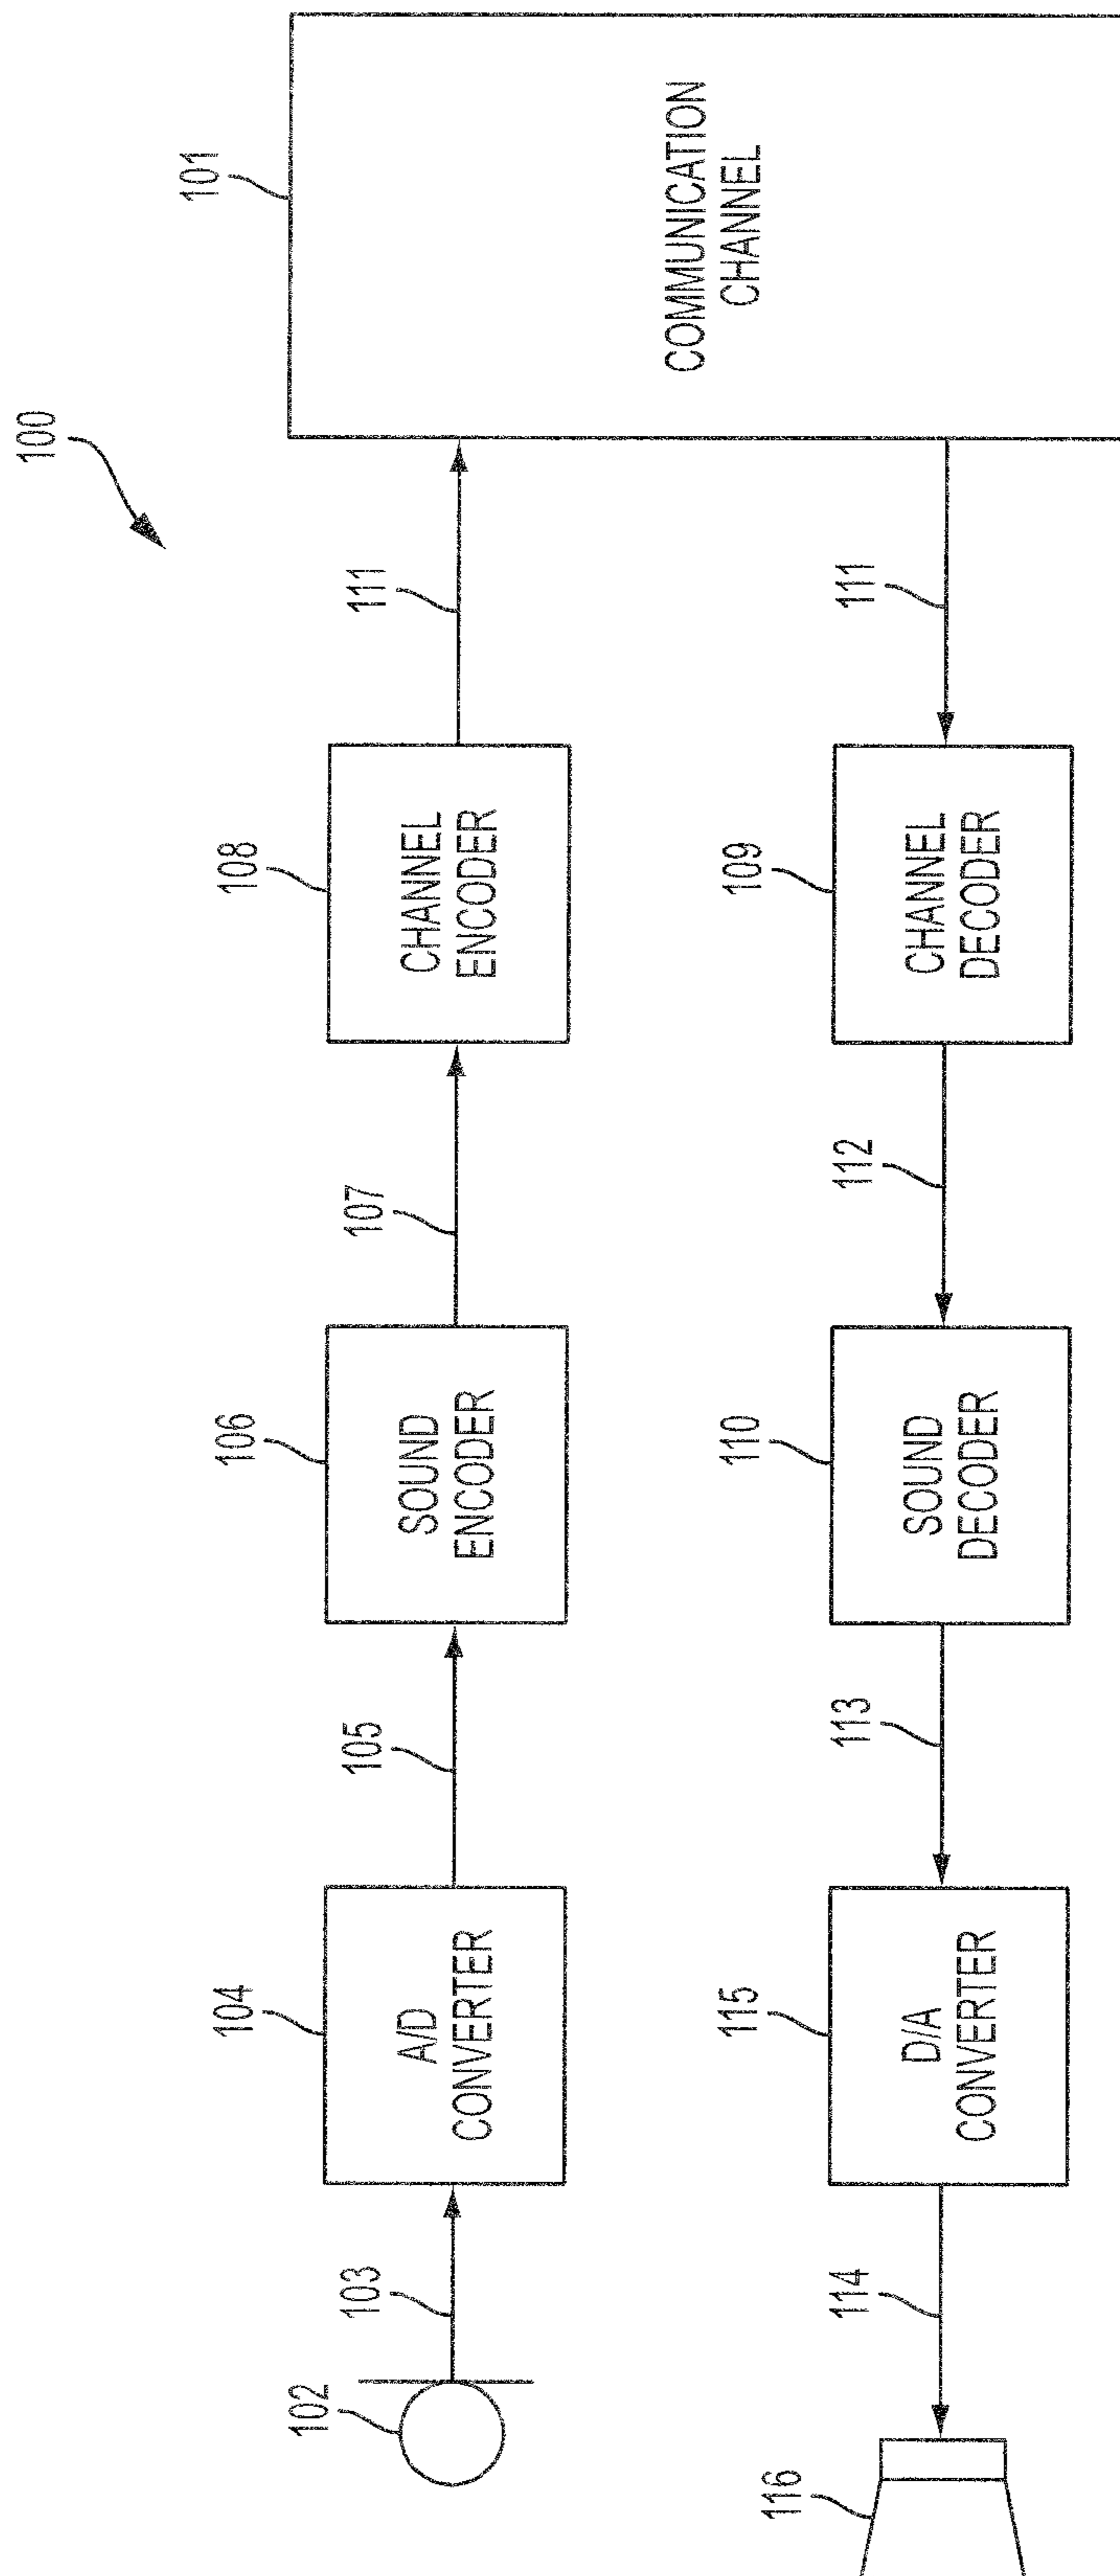 100
101
COMMUNICATION
CHANNEL
102
103
104
A/D
CONVERTER
105
106
SOUND
ENCODER
107
108
CHANNEL
ENCODER
111
111
109
CHANNEL
DECODER
112
110
SOUND
DECODER
113
115
D/A
CONVERTER
114
116